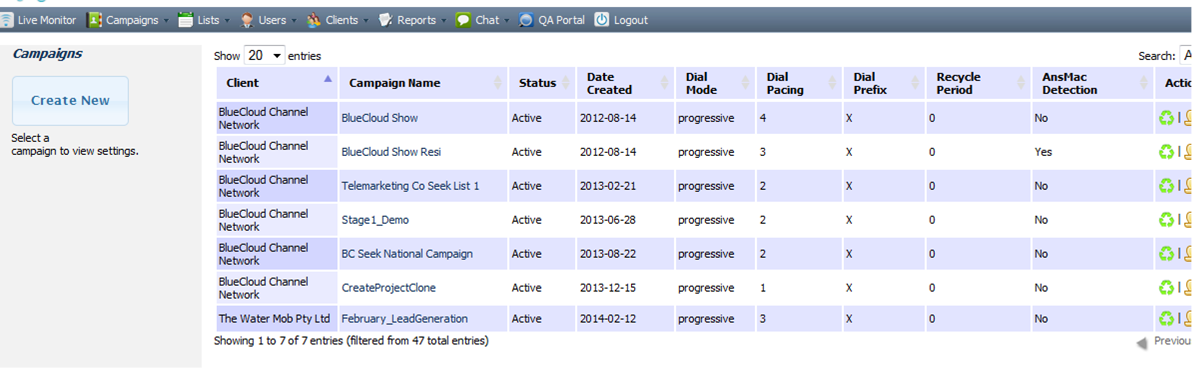 Live Monitor Campaigns Lists Users Clients Reports Chat QA Portal Logout
Campaigns
Create New
Select a
campaign to view settings.
Show 20 entries Search: A
Client Campaign Name Status Date Created Dial Mode Dial Pacing Dial Prefix Recycle Period AnsMac Detection Actio
BlueCloud Channel Network BlueCloud Show Active 2012-08-14 progressive 4 X 0 No
BlueCloud Channel Network BlueCloud Show Resi Active 2012-08-14 progressive 3 X 0 Yes
BlueCloud Channel Network Telemarketing Co Seek List 1 Active 2013-02-21 progressive 2 X 0 No
BlueCloud Channel Network Stage1_Demo Active 2013-06-28 progressive 2 X 0 No
BlueCloud Channel Network BC Seek National Campaign Active 2013-08-22 progressive 2 X 0 No
BlueCloud Channel Network CreateProjectClone Active 2013-12-15 progressive 1 X 0 No
The Water Mob Pty Ltd February_LeadGeneration Active 2014-02-12 progressive 3 X 0 No
Showing 1 to 7 of 7 entries (filtered from 47 total entries) Previou